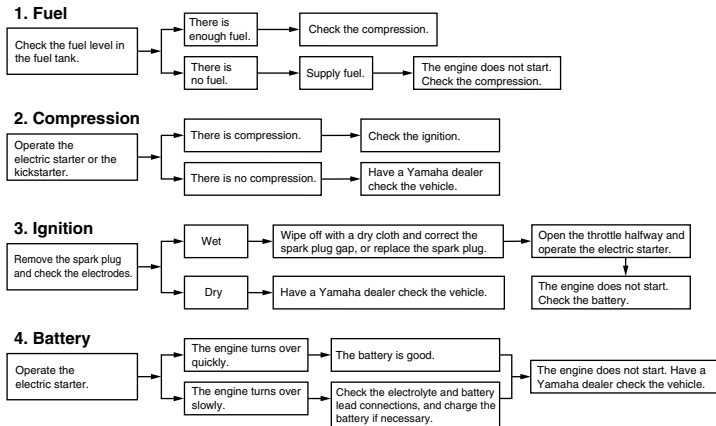 1. Fuel
Check the fuel level in
the fuel tank.
There is
enough fuel.
Check the compression.
There is
no fuel.
Supply fuel.
The engine does not start.
Check the compression.
2. Compression
Operate the
electric starter or the
kickstarter.
There is compression.
Check the ignition.
There is no compression.
Have a Yamaha dealer
check the vehicle.
3. Ignition
Remove the spark plug
and check the electrodes.
Wet
Wipe off with a dry cloth and correct the
spark plug gap, or replace the spark plug.
Open the throttle halfway and
operate the electric starter.
Dry
Have a Yamaha dealer check the vehicle.
The engine does not start.
Check the battery.
4. Battery
Operate the
electric starter.
The engine turns over
quickly.
The battery is good.
The engine turns over
slowly.
Check the electrolyte and battery
lead connections, and charge the
battery if necessary.
The engine does not start. Have a
Yamaha dealer check the vehicle.